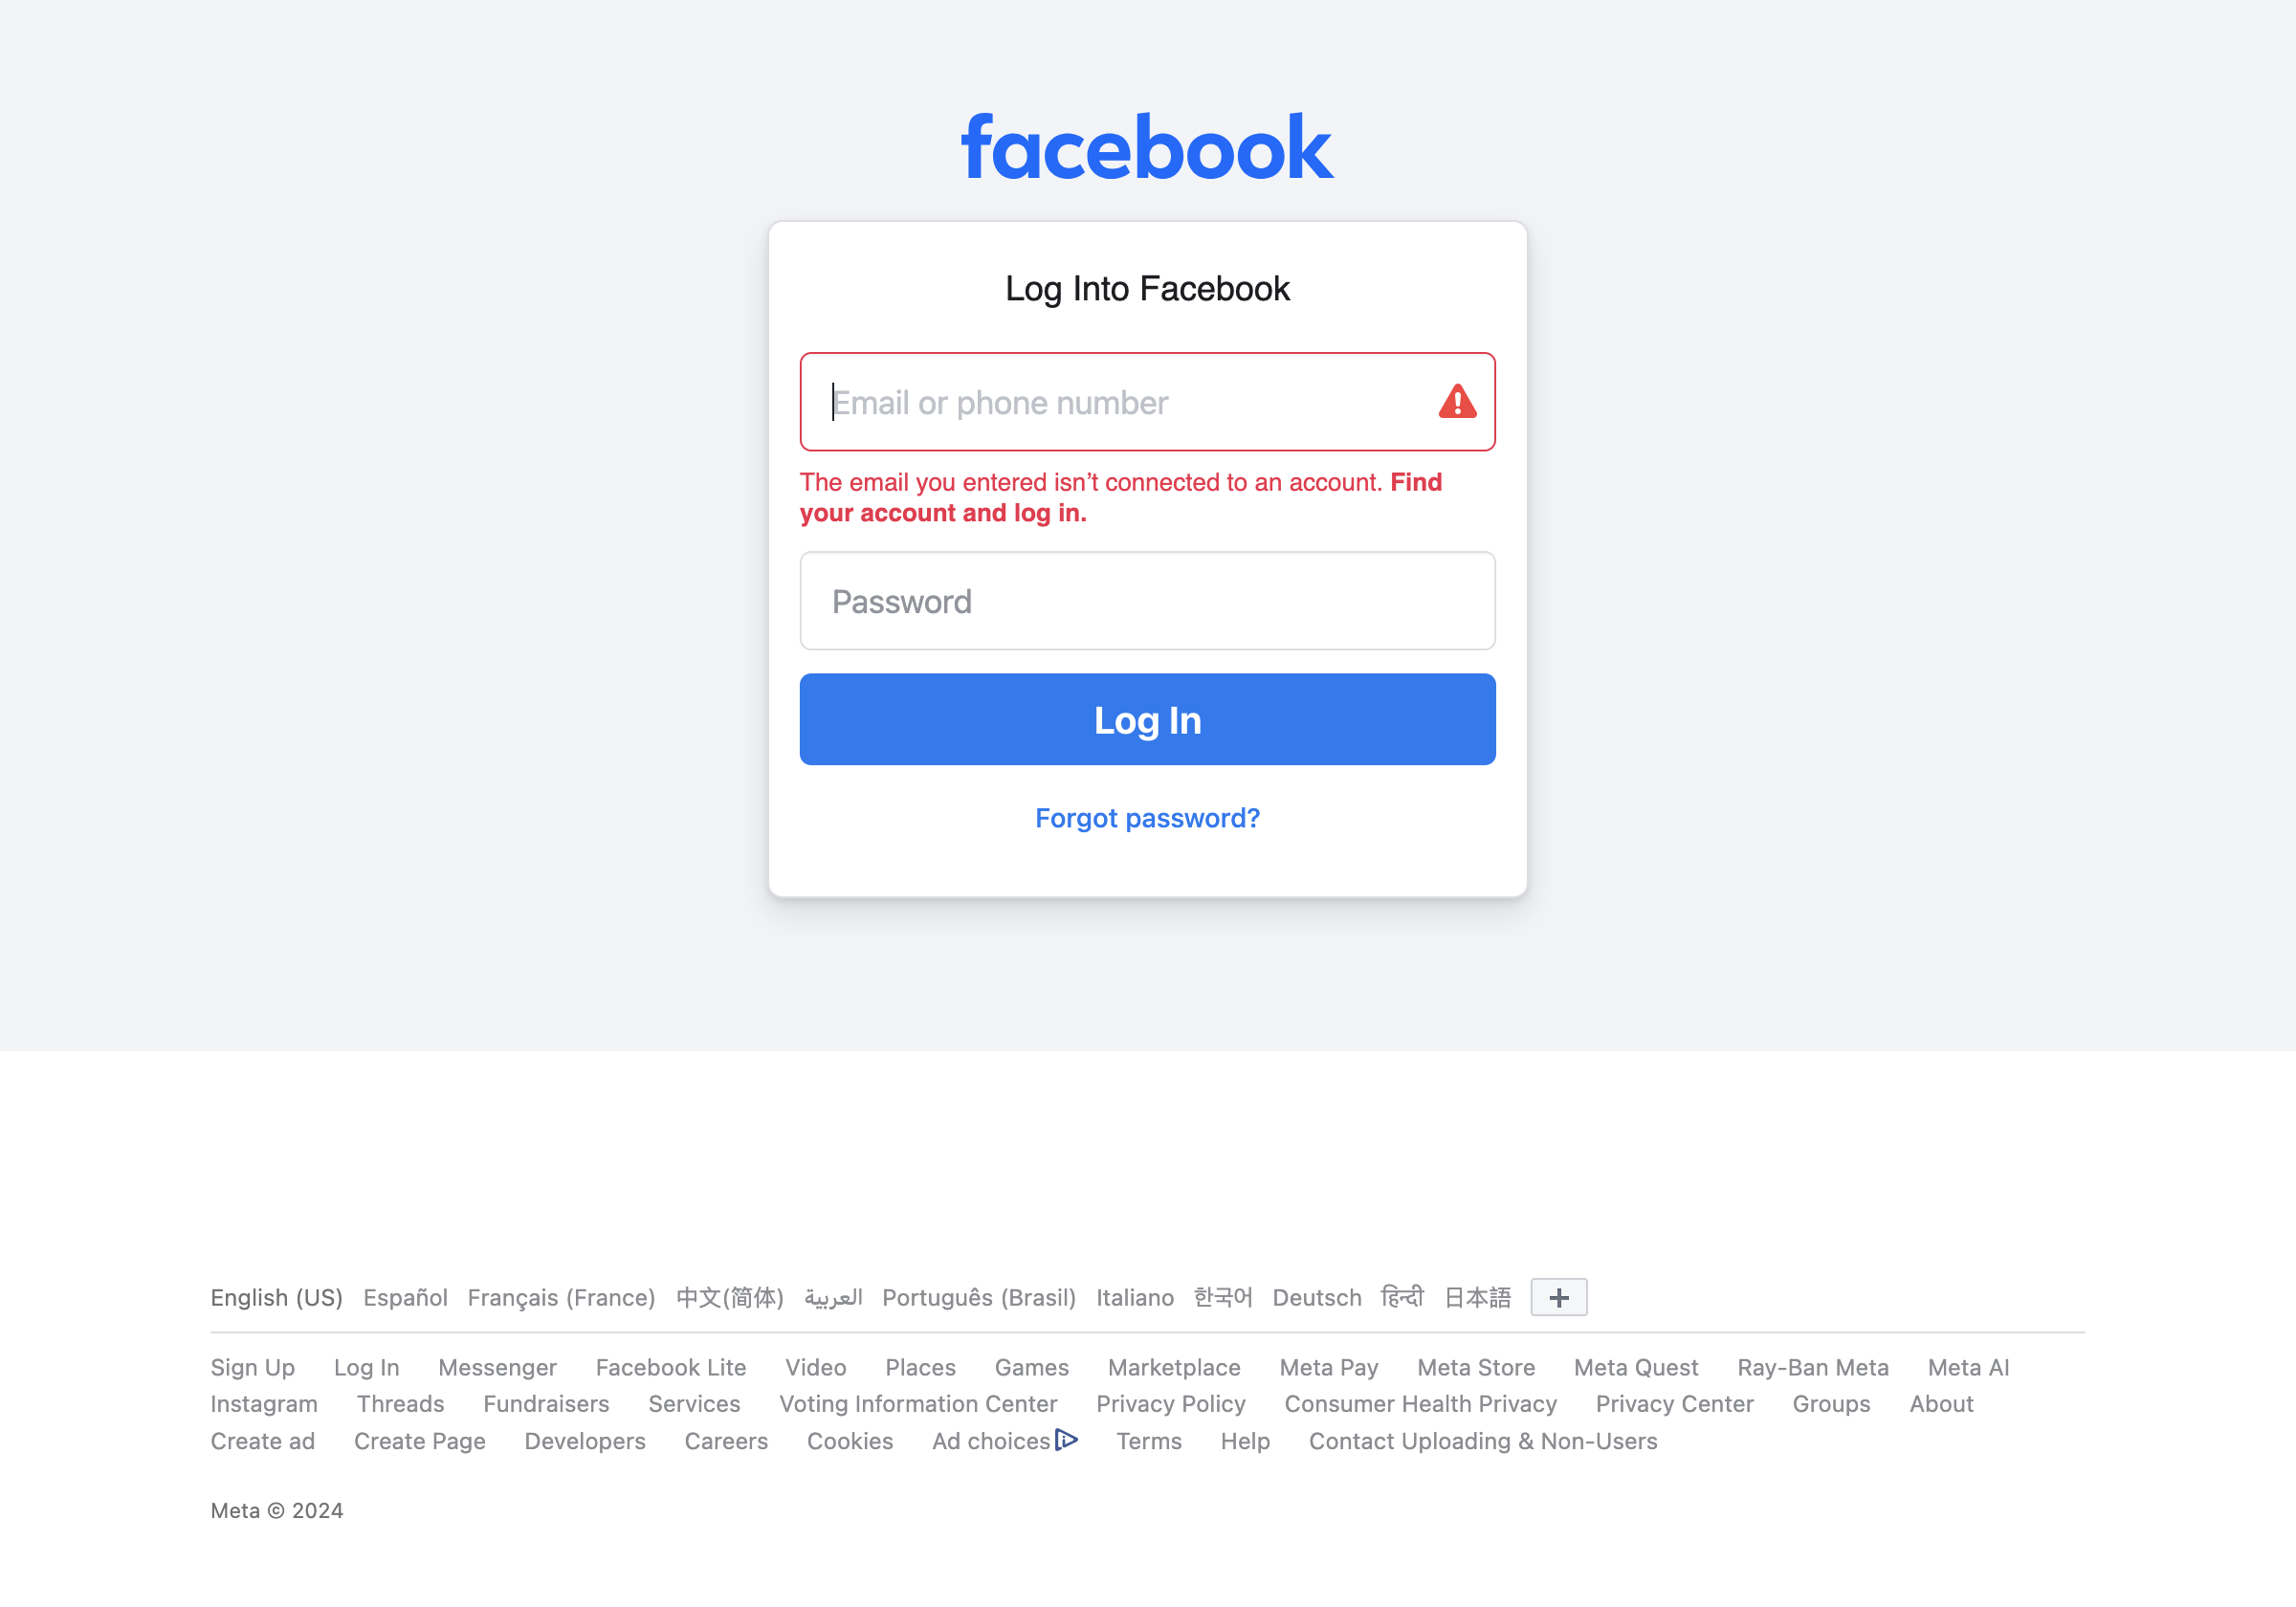 facebook
Log Into Facebook
Email or phone number
The email you entered isn’t connected to an account. Find
your account and log in.
Password
Log In
Forgot password?
English (US) Español Français (France) 中文(简体) العربية Português (Brasil) Italiano 한국어 Deutsch हिन्दी 日本語
Sign Up Log In Messenger Facebook Lite Video Places Games Marketplace Meta Pay Meta Store Meta Quest Ray-Ban Meta Meta AI
Instagram Threads Fundraisers Services Voting Information Center Privacy Policy Consumer Health Privacy Privacy Center Groups About
Create ad Create Page Developers Careers Cookies Ad choices Terms Help Contact Uploading & Non-Users
Meta © 2024